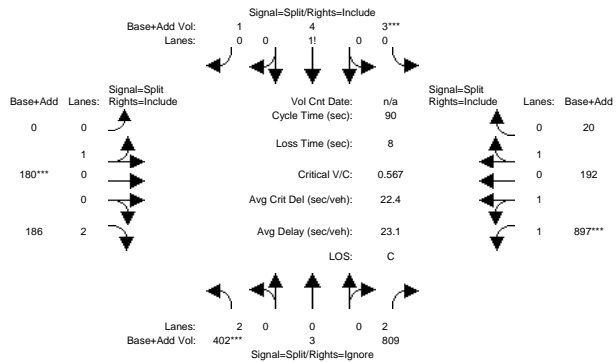 Signal=Split/Rights=Include
Base+Add Vol: 1 4 3***
Lanes: 0 0 1! 0 0
Signal=Split
Base+Add Lanes: Rights=Include
Vol Cnt Date: n/a
Signal=Split
Rights=Include Lanes: Base+Add
Cycle Time (sec): 90
0 0
0 20
Loss Time (sec): 8
1
1
180*** 0
Critical V/C: 0.567
0 192
0
Avg Crit Del (sec/veh): 22.4
1
186 2
Avg Delay (sec/veh): 23.1
1 897***
LOS: C
Lanes: 2 0 0 0 2
Base+Add Vol: 402*** 3 809
Signal=Split/Rights=Ignore